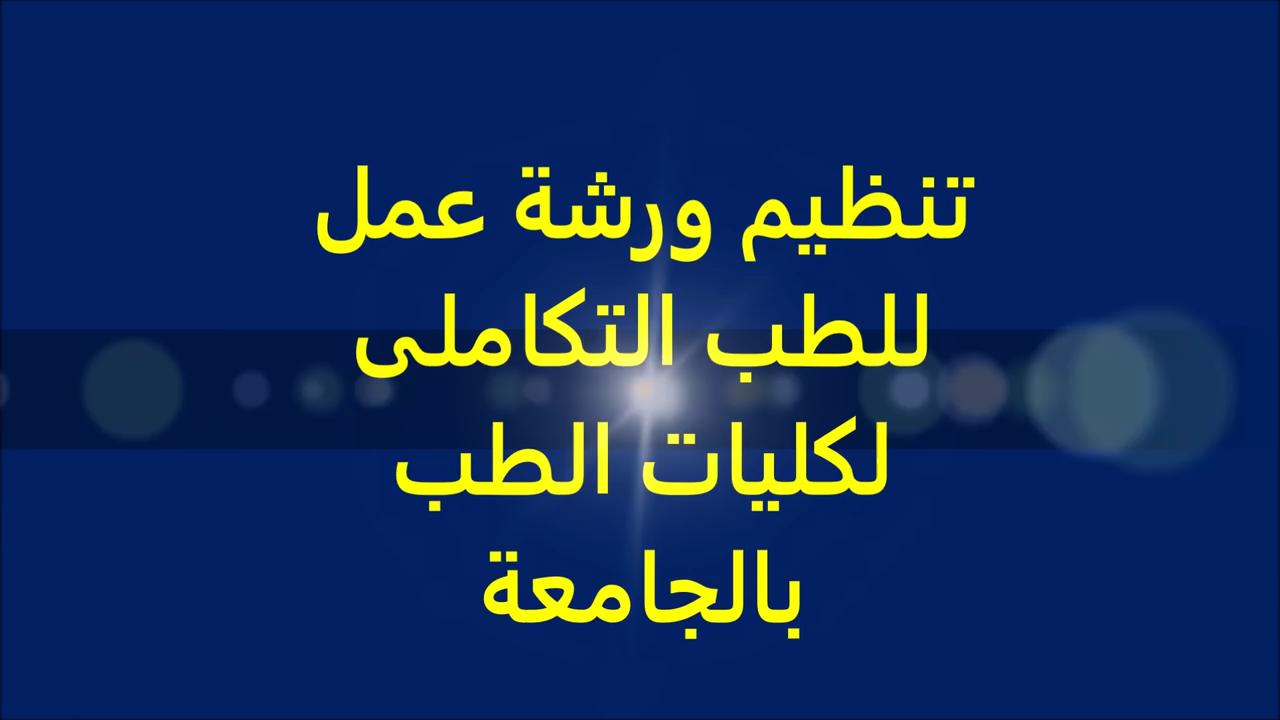 تنظيم ورشة عمل
للطب التكاملى
لكليات الطب
بالجامعة